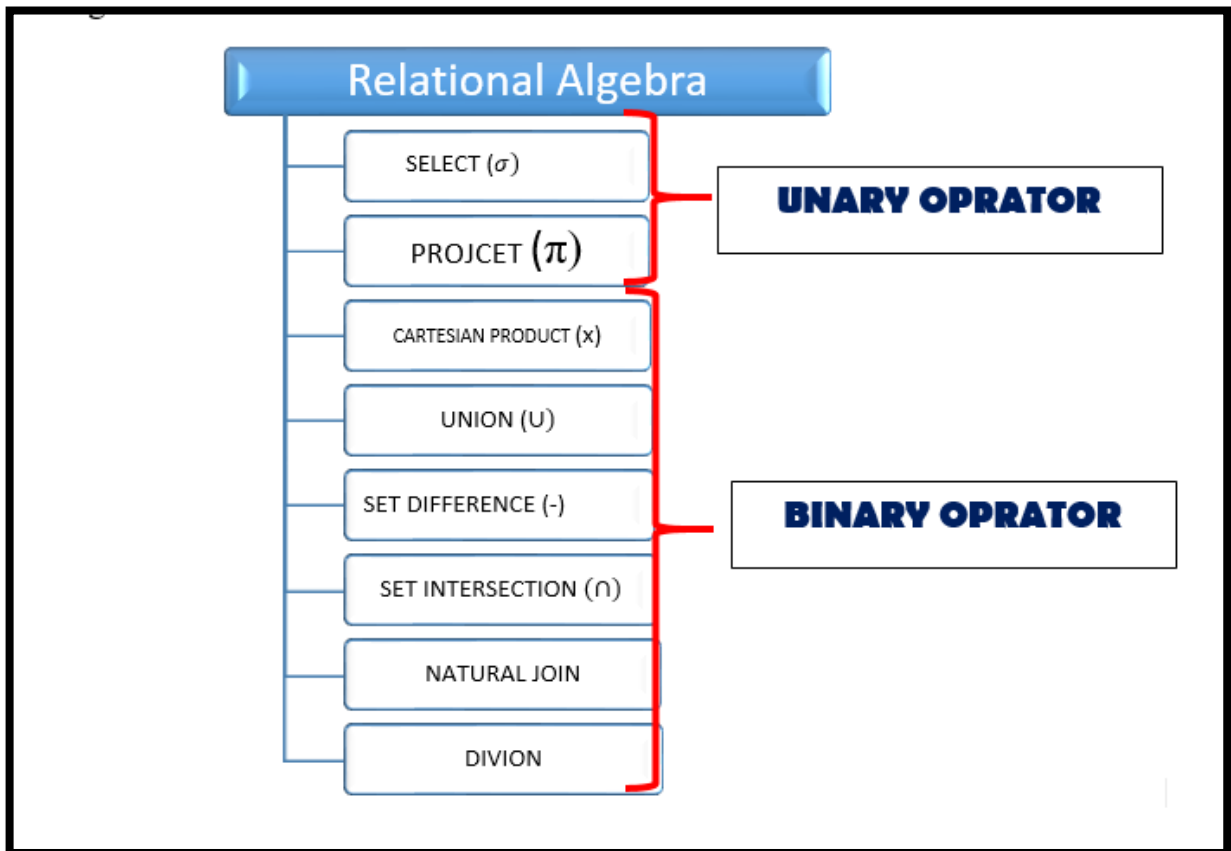 Relational Algebra
SELECT (σ)
PROJCET (π)
CARTESIAN PRODUCT (x)
UNION (∪)
SET DIFFERENCE (-)
SET INTERSECTION (∩)
NATURAL JOIN
DIVION
UNARY OPRATOR
BINARY OPRATOR